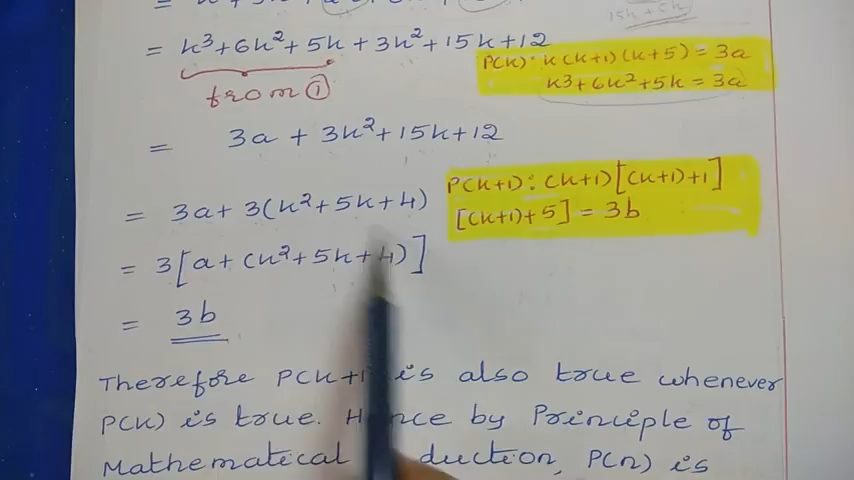 = k³+6k²+5k+3k²+15k+12
from ①
15k+5k
P(k): k(k+1)(k+5) = 3a
k³+6k²+5k = 3a
= 3a + 3k²+15k+12
= 3a+3(k²+5k+4)
= 3[a+(k²+5k+4)]
= 3b
P(k+1): (k+1)[(k+1)+1]
[(k+1)+5] = 3b
Therefore P(k+1) is also true whenever
P(k) is true. Hence by Principle of
Mathematical duction, P(n) is